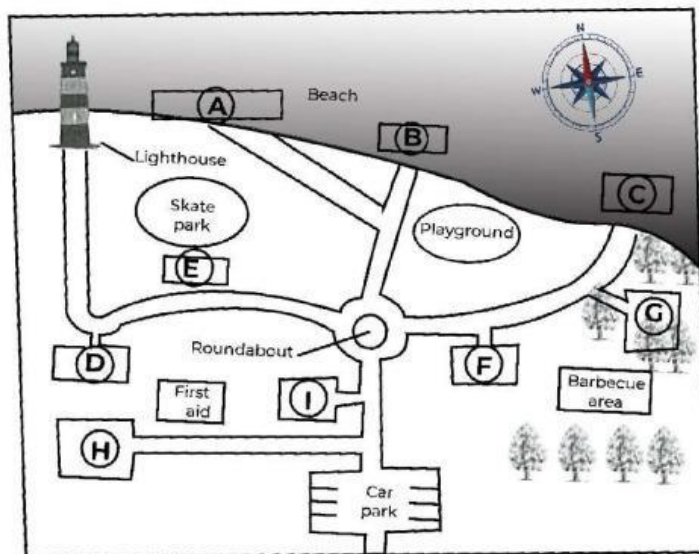 N
W
E
S
A
Beach
B
Lighthouse
C
Skate
park
Playground
E
G
Roundabout
D
F
First
aid
I
Barbecue
area
H
Car
park